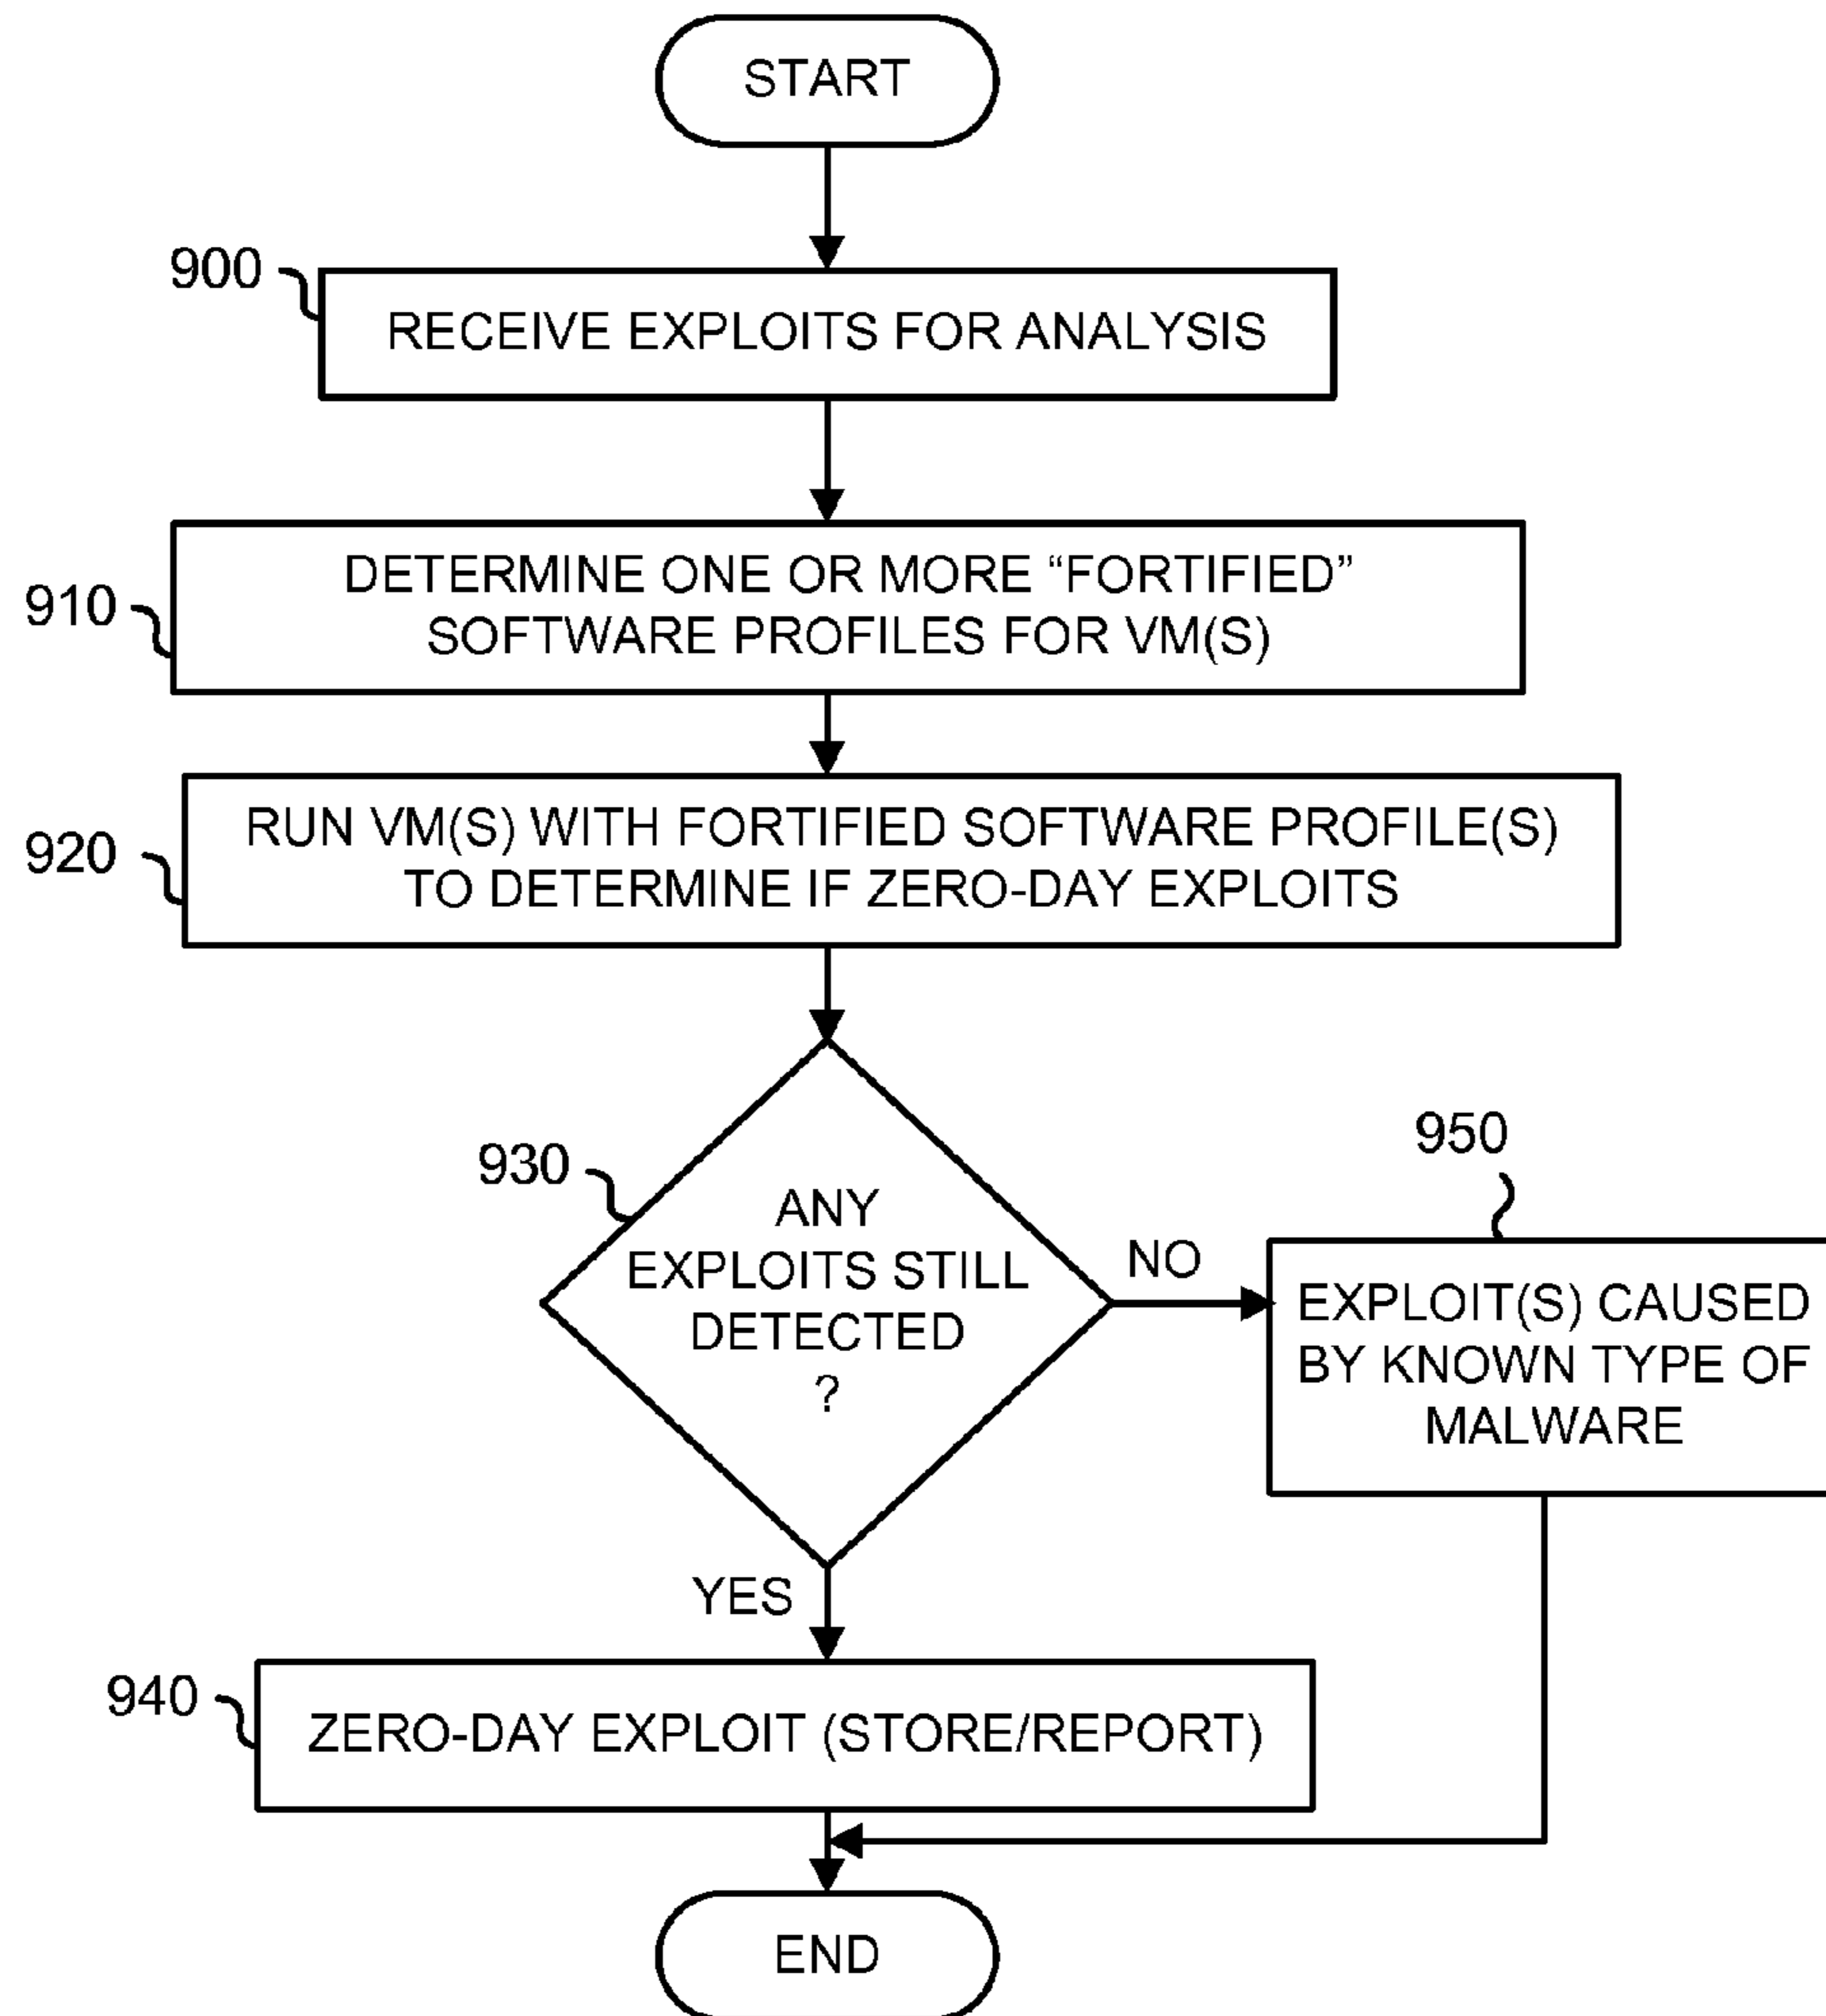 START
900
RECEIVE EXPLOITS FOR ANALYSIS
910
DETERMINE ONE OR MORE “FORTIFIED”
SOFTWARE PROFILES FOR VM(S)
920
RUN VM(S) WITH FORTIFIED SOFTWARE PROFILE(S)
TO DETERMINE IF ZERO-DAY EXPLOITS
930
ANY
EXPLOITS STILL
DETECTED
?
NO
950
EXPLOIT(S) CAUSED
BY KNOWN TYPE OF
MALWARE
YES
940
ZERO-DAY EXPLOIT (STORE/REPORT)
END